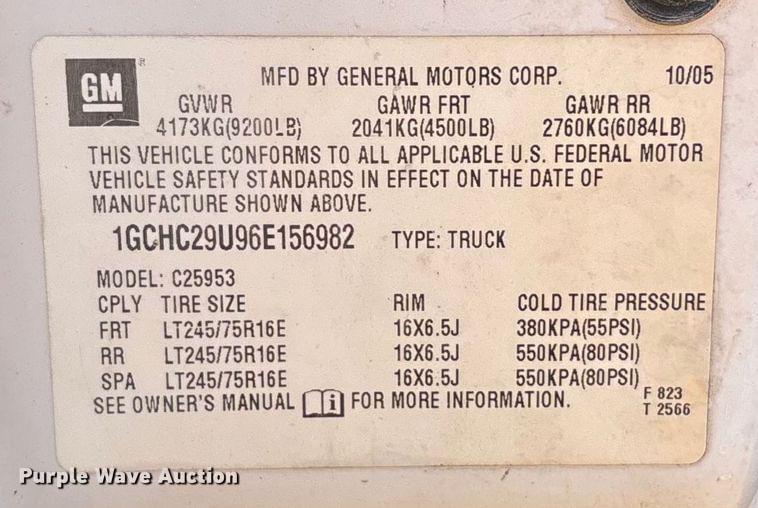 GM ®
MFD BY GENERAL MOTORS CORP. 10/05
GVWR GAWR FRT GAWR RR
4173KG(9200LB) 2041KG(4500LB) 2760KG(6084LB)
THIS VEHICLE CONFORMS TO ALL APPLICABLE U.S. FEDERAL MOTOR
VEHICLE SAFETY STANDARDS IN EFFECT ON THE DATE OF
MANUFACTURE SHOWN ABOVE.
1GCHC29U96E156982 TYPE: TRUCK
MODEL: C25953
CPLY TIRE SIZE RIM COLD TIRE PRESSURE
FRT LT245/75R16E 16X6.5J 380KPA(55PSI)
RR LT245/75R16E 16X6.5J 550KPA(80PSI)
SPA LT245/75R16E 16X6.5J 550KPA(80PSI)
SEE OWNER'S MANUAL i FOR MORE INFORMATION.
F 823
T 2566
Purple Wave Auction